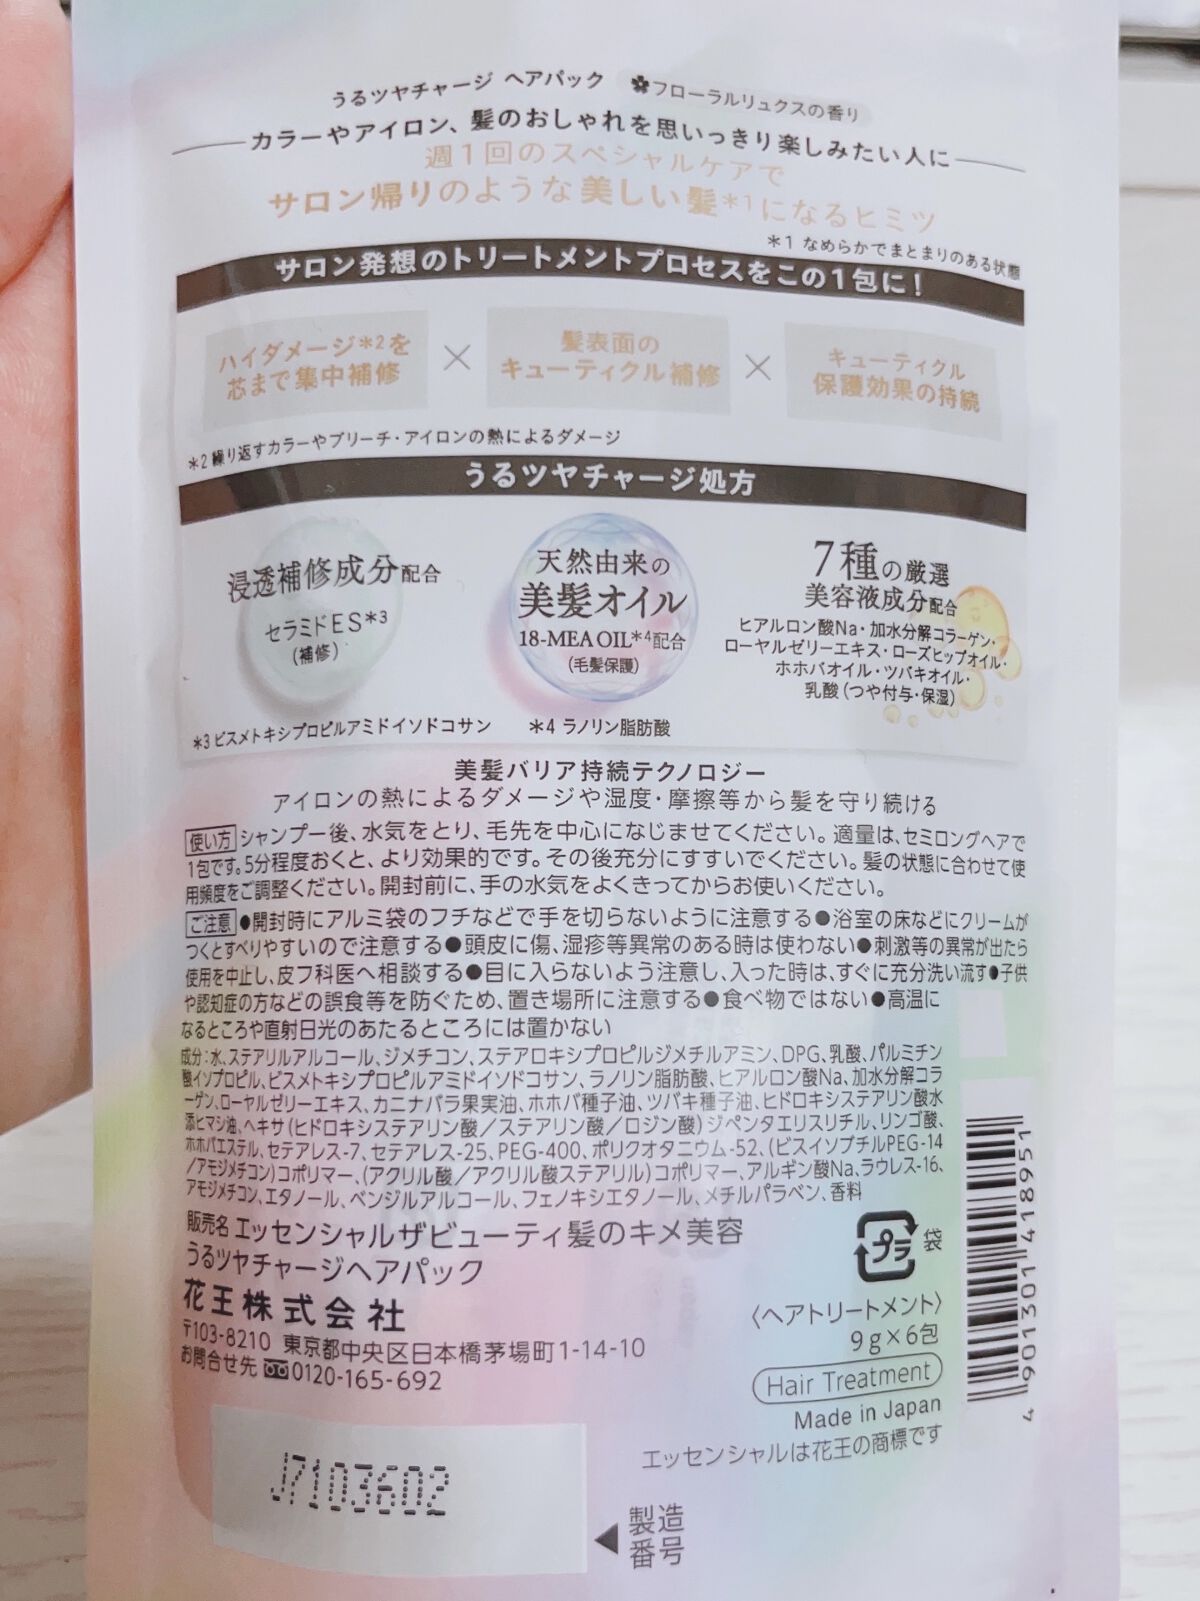 うるツヤチャージ ヘアパック ✿フローラルリュクスの香り
カラーやアイロン、髪のおしゃれを思いっきり楽しみたい人に
週1回のスペシャルケアで
サロン帰りのような美しい髪*1になるヒミツ
*1 なめらかでまとまりのある状態
サロン発想のトリートメントプロセスをこの1包に!
ハイダメージ*2を
芯まで集中補修
×
髪表面の
キューティクル補修
×
キューティクル
保護効果の持続
*2 繰り返すカラーやブリーチ・アイロンの熱によるダメージ
うるツヤチャージ処方
浸透補修成分配合
セラミドES*3
(補修)
天然由来の
美髪オイル
18-MEA OIL*4配合
(毛髪保護)
7種の厳選
美容液成分配合
ヒアルロン酸Na・加水分解コラーゲン・
ローヤルゼリーエキス・ローズヒップオイル・
ホホバオイル・ツバキオイル・
乳酸(つや付与・保湿)
*3 ビスメトキシプロピルアミドイソドコサン
*4 ラノリン脂肪酸
美髪バリア持続テクノロジー
アイロンの熱によるダメージや湿度・摩擦等から髪を守り続ける
使い方 シャンプー後、水気をとり、毛先を中心になじませてください。適量は、セミロングヘアで
1包です。5分程度おくと、より効果的です。その後充分にすすいでください。髪の状態に合わせて使
用頻度をご調整ください。開封前に、手の水気をよくきってからお使いください。
ご注意 ●開封時にアルミ袋のフチなどで手を切らないように注意する●浴室の床などにクリームが
つくとすべりやすいので注意する●頭皮に傷、湿疹等異常のある時は使わない●刺激等の異常が出たら
使用を中止し、皮フ科医へ相談する●目に入らないよう注意し、入った時は、すぐに充分洗い流す●子供
や認知症の方などの誤食等を防ぐため、置き場所に注意する●食べ物ではない●高温に
なるところや直射日光のあたるところには置かない
成分:水、ステアリルアルコール、ジメチコン、ステアロキシプロピルジメチルアミン、DPG、乳酸、パルミチン
酸イソプロピル、ビスメトキシプロピルアミドイソドコサン、ラノリン脂肪酸、ヒアルロン酸Na、加水分解コラ
ーゲン、ローヤルゼリーエキス、カニナバラ果実油、ホホバ種子油、ツバキ種子油、ヒドロキシステアリン酸水
添ヒマシ油、ヘキサ(ヒドロキシステアリン酸/ステアリン酸/ロジン酸)ジペンタエリスリチル、リンゴ酸、
ホホバエステル、セテアレス-7、セテアレス-25、PEG-400、ポリクオタニウム-52、(ビスイソブチルPEG-14
/アモジメチコン)コポリマー、(アクリル酸/アクリル酸ステアリル)コポリマー、アルギン酸Na、ラウレス-16、
アモジメチコン、エタノール、ベンジルアルコール、フェノキシエタノール、メチルパラベン、香料
販売名 エッセンシャルザビューティ髪のキメ美容
うるツヤチャージヘアパック
花王株式会社
〒103-8210 東京都中央区日本橋茅場町1-14-10
お問合せ先 0120-165-692
プラ 袋
〈ヘアトリートメント〉
9g×6包
Hair Treatment
Made in Japan
エッセンシャルは花王の商標です
4 901301 418951
J7103602
◀製造
番号